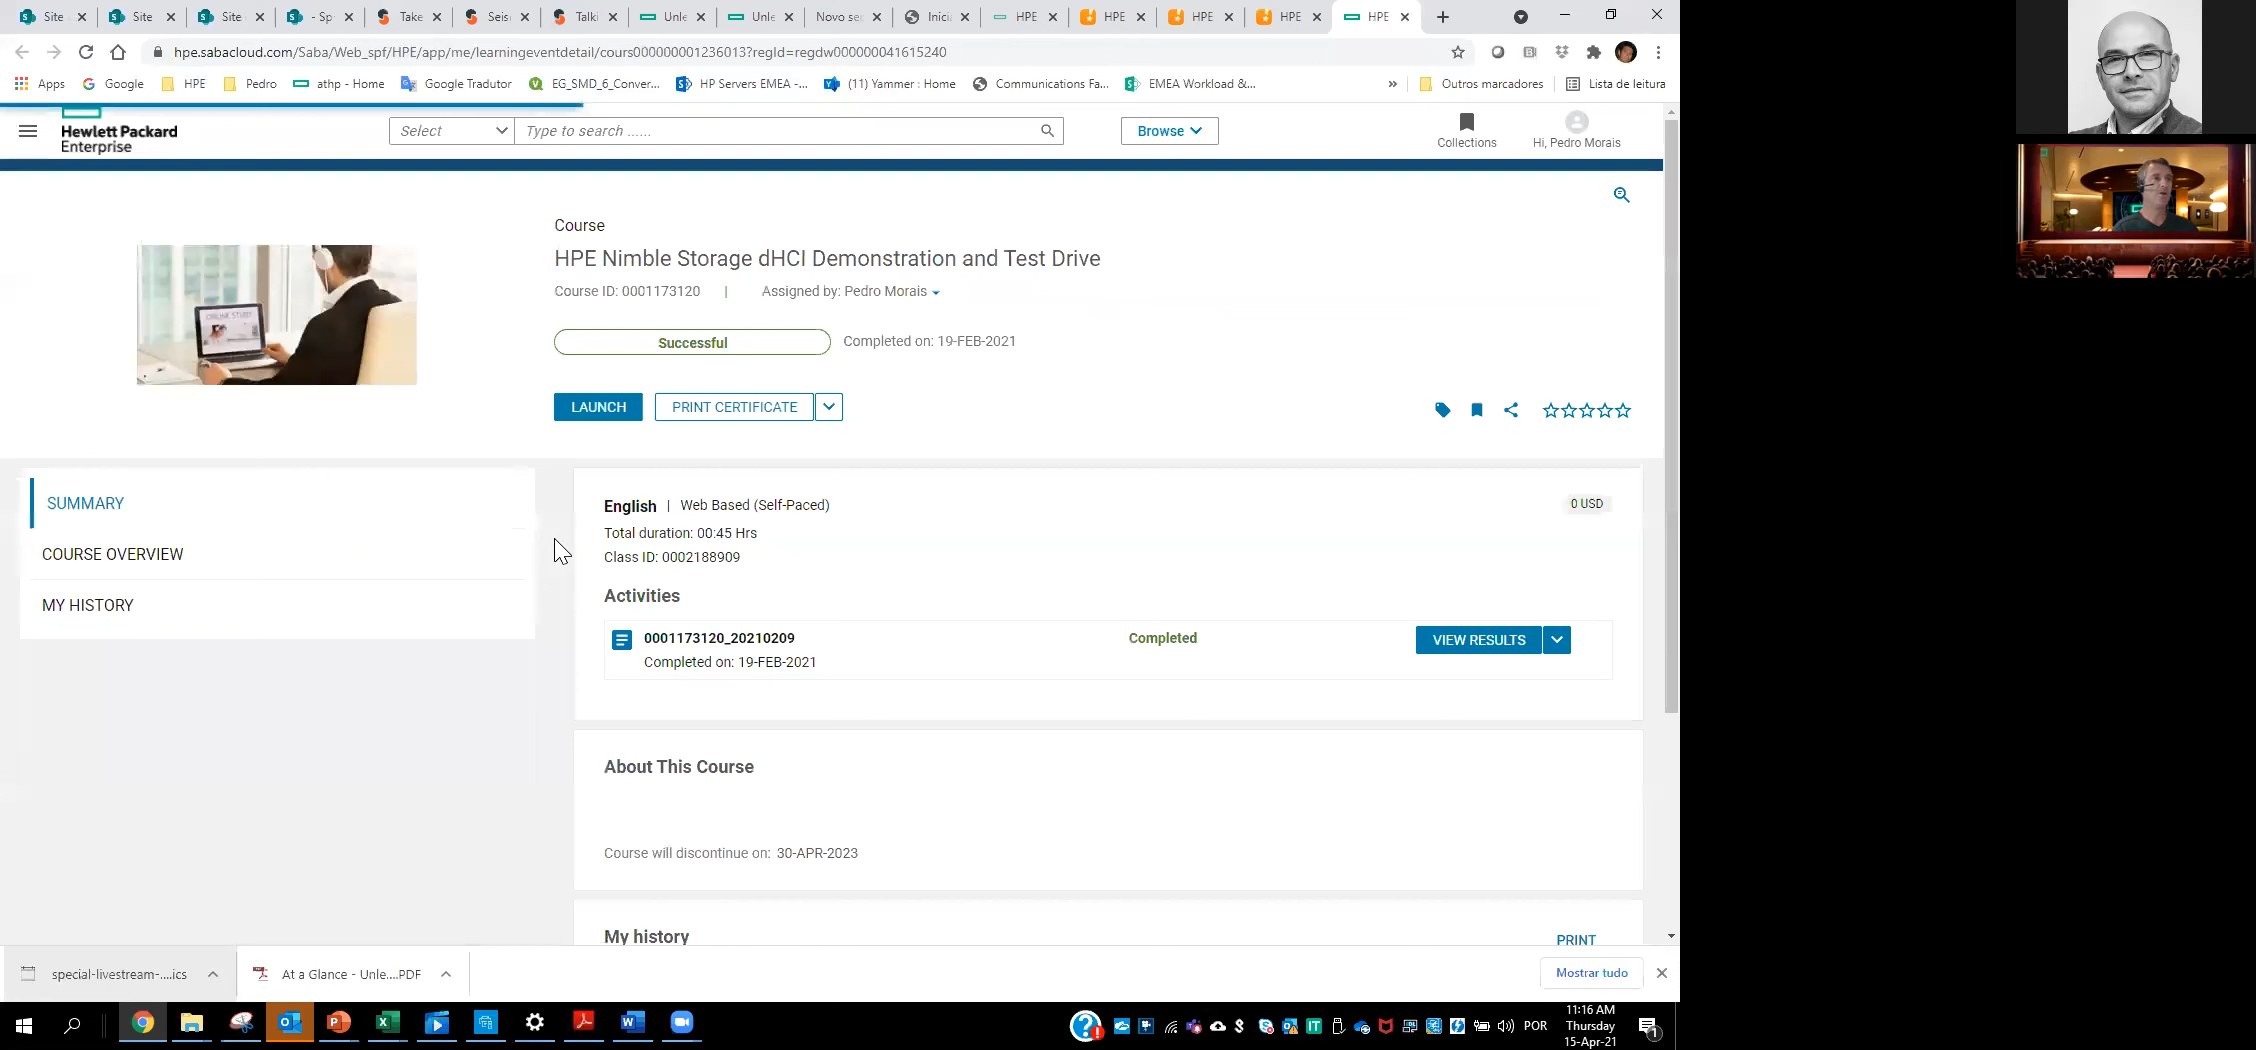 Site
Site
Site
- Sp
Take
Seis
Talki
Unle
Unle
Novo se
Inicia
HPE
HPE
HPE
HPE
HPE
hpe.sabacloud.com/Saba/Web_spf/HPE/app/me/learningeventdetail/cours000000001236013?regId=regdw000000041615240
Apps
Google
HPE
Pedro
athp - Home
Google Tradutor
EG_SMD_6_Conver...
HP Servers EMEA -...
(11) Yammer : Home
Communications Fa...
EMEA Workload &...
»
Outros marcadores
Lista de leitura
Hewlett Packard
Enterprise
Select
Type to search ......
Browse
Collections
Hi, Pedro Morais
Course
HPE Nimble Storage dHCI Demonstration and Test Drive
Course ID: 0001173120 | Assigned by: Pedro Morais
Successful
Completed on: 19-FEB-2021
LAUNCH
PRINT CERTIFICATE
SUMMARY
COURSE OVERVIEW
MY HISTORY
English | Web Based (Self-Paced)
0 USD
Total duration: 00:45 Hrs
Class ID: 0002188909
Activities
0001173120_20210209
Completed
VIEW RESULTS
Completed on: 19-FEB-2021
About This Course
Course will discontinue on: 30-APR-2023
My history
PRINT
special-livestream-....ics
At a Glance - Unle....PDF
Mostrar tudo
POR
11:16 AM
Thursday
15-Apr-21
1